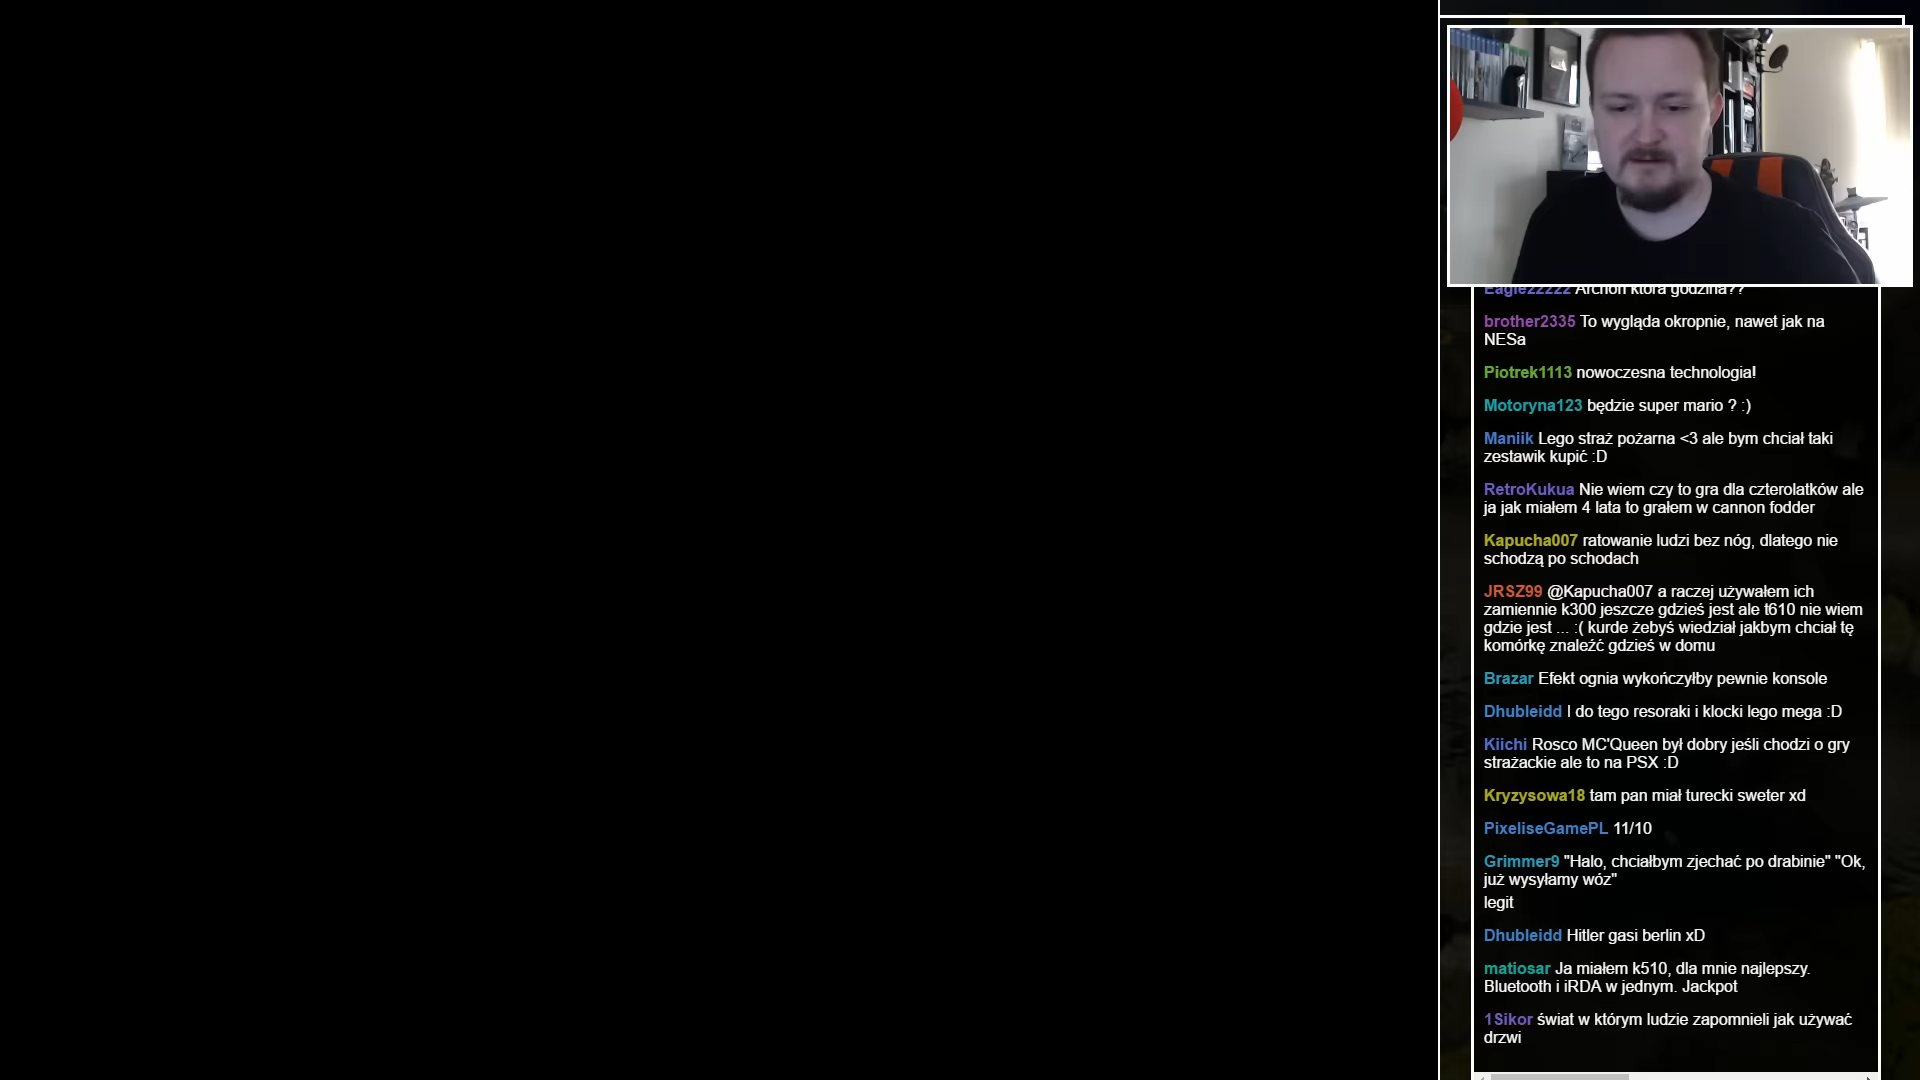 Eaglezzzzz Archon która godzina??
brother2335 To wygląda okropnie, nawet jak na
NESa
Piotrek1113 nowoczesna technologia!
Motoryna123 będzie super mario ? :)
Maniik Lego straż pożarna <3 ale bym chciał taki
zestawik kupić :D
RetroKukua Nie wiem czy to gra dla czterolatków ale
ja jak miałem 4 lata to grałem w cannon fodder
Kapucha007 ratowanie ludzi bez nóg, dlatego nie
schodzą po schodach
JRSZ99 @Kapucha007 a raczej używałem ich
zamiennie k300 jeszcze gdzieś jest ale t610 nie wiem
gdzie jest ... :( kurde żebyś wiedział jakbym chciał tę
komórkę znaleźć gdzieś w domu
Brazar Efekt ognia wykończyłby pewnie konsole
Dhubleidd I do tego resoraki i klocki lego mega :D
Kiichi Rosco MC'Queen był dobry jeśli chodzi o gry
strażackie ale to na PSX :D
Kryzysowa18 tam pan miał turecki sweter xd
PixeliseGamePL 11/10
Grimmer9 "Halo, chciałbym zjechać po drabinie" "Ok,
już wysyłamy wóz"
legit
Dhubleidd Hitler gasi berlin xD
matiosar Ja miałem k510, dla mnie najlepszy.
Bluetooth i iRDA w jednym. Jackpot
1Sikor świat w którym ludzie zapomnieli jak używać
drzwi